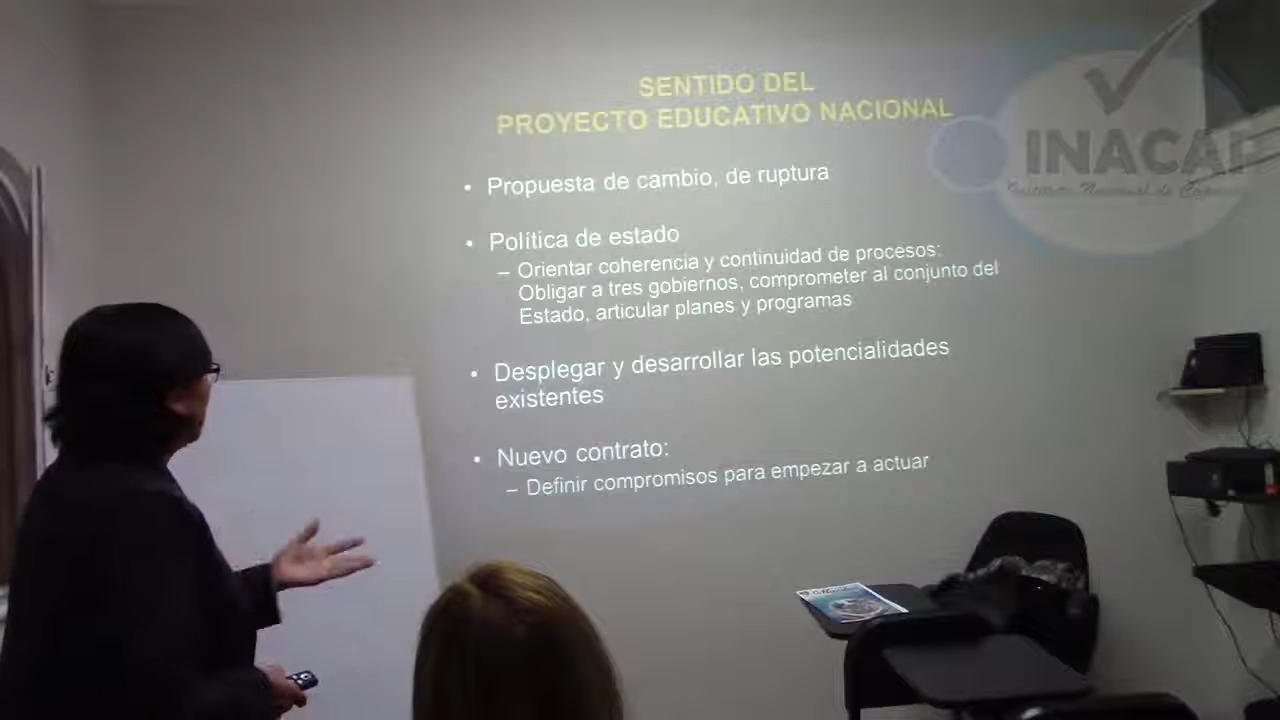 SENTIDO DEL
PROYECTO EDUCATIVO NACIONAL
• Propuesta de cambio, de ruptura
• Política de estado
– Orientar coherencia y continuidad de procesos:
Obligar a tres gobiernos, comprometer al conjunto del
Estado, articular planes y programas
• Desplegar y desarrollar las potencialidades
existentes
• Nuevo contrato:
– Definir compromisos para empezar a actuar
INACAP
Nacional de